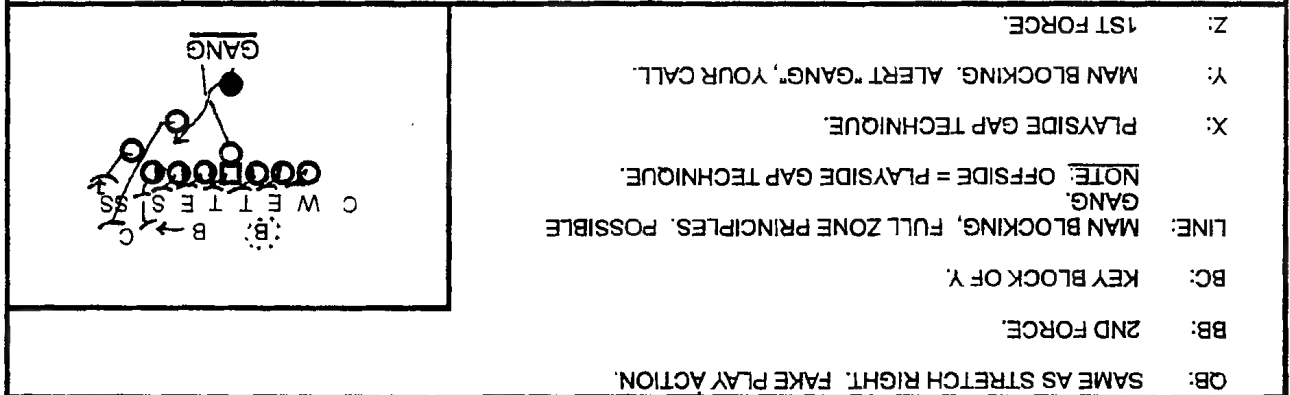 QB: SAME AS STRETCH RIGHT. FAKE PLAY ACTION.
BB: 2ND FORCE.
BC: KEY BLOCK OF Y.
LINE: MAN BLOCKING, FULL ZONE PRINCIPLES. POSSIBLE
GANG.
NOTE: OFFSIDE = PLAYSIDE GAP TECHNIQUE.
X: PLAYSIDE GAP TECHNIQUE.
Y: MAN BLOCKING. ALERT "GANG", YOUR CALL.
Z: 1ST FORCE.
B B C
C W E T T E S SS
GANG